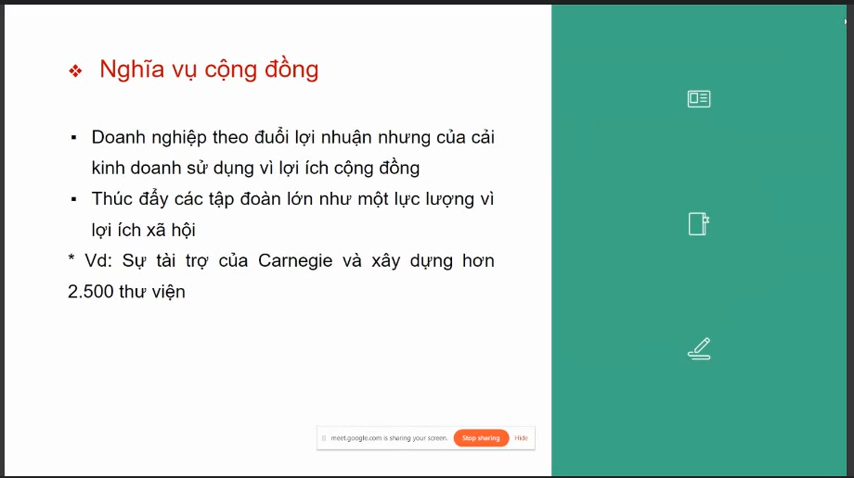 ❖ Nghĩa vụ cộng đồng
▪ Doanh nghiệp theo đuổi lợi nhuận nhưng của cải
kinh doanh sử dụng vì lợi ích cộng đồng
▪ Thúc đẩy các tập đoàn lớn như một lực lượng vì
lợi ích xã hội
* Vd: Sự tài trợ của Carnegie và xây dựng hơn
2.500 thư viện
meet.google.com is sharing your screen. Stop sharing Hide